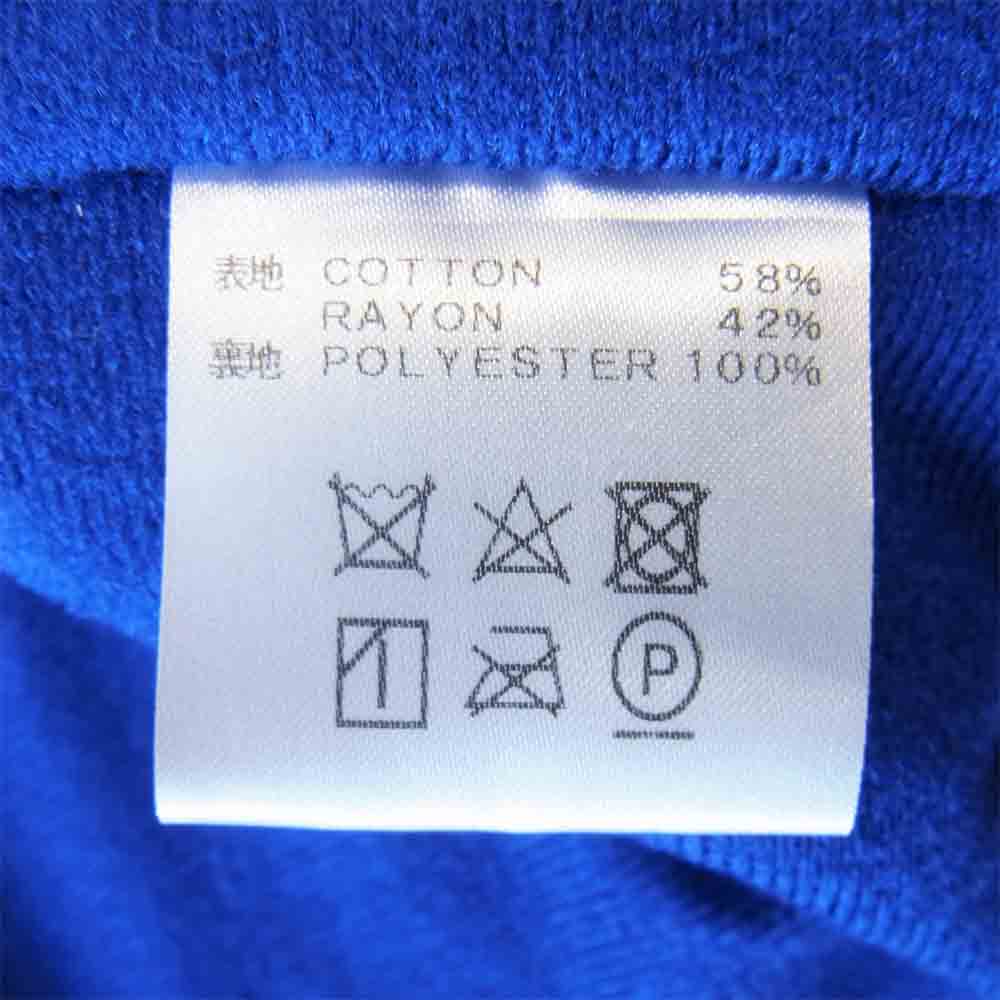 表地 COTTON 58%
RAYON 42%
裏地 POLYESTER 100%
P